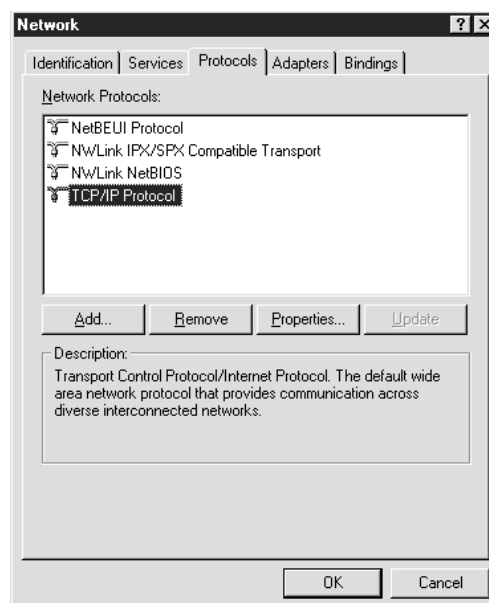 Network
Identification Services Protocols Adapters Bindings
Network Protocols:
NetBEUI Protocol
NWLink IPX/SPX Compatible Transport
NWLink NetBIOS
TCP/IP Protocol
Add... Remove Properties... Update
Description:
Transport Control Protocol/Internet Protocol. The default wide
area network protocol that provides communication across
diverse interconnected networks.
OK Cancel